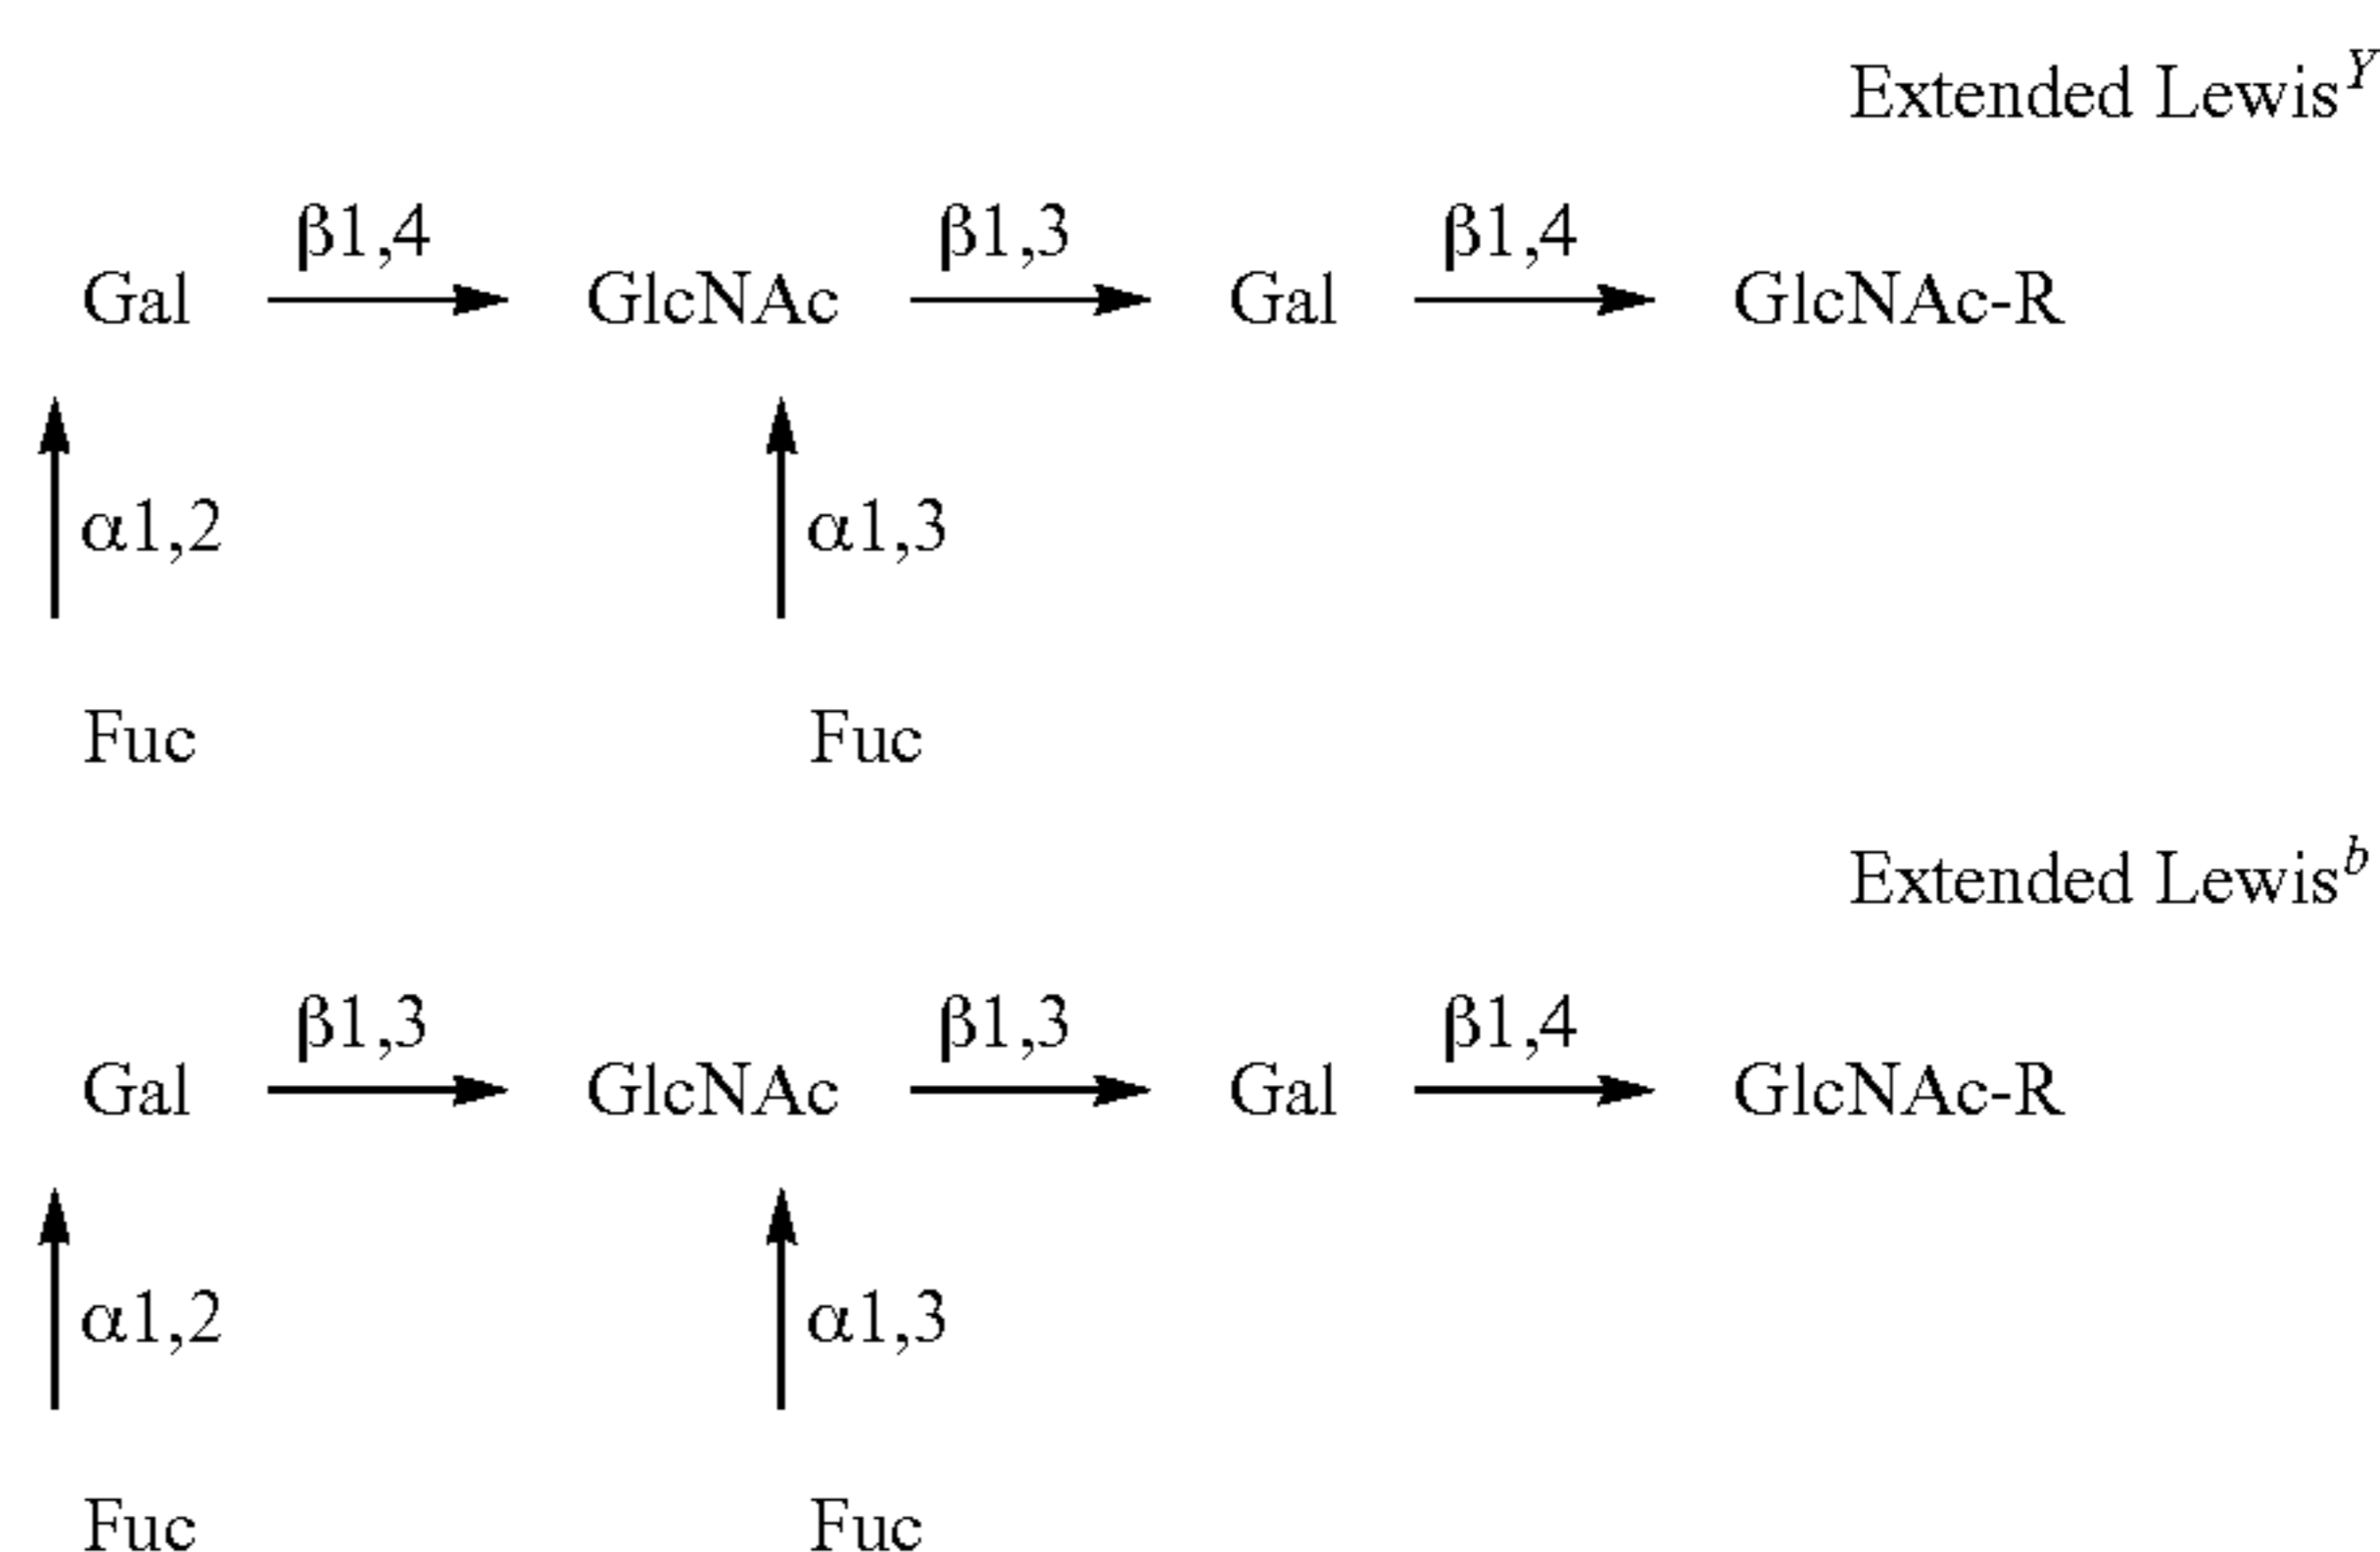 Extended Lewis^Y
β1,4 β1,3 β1,4
Gal GlcNAc Gal GlcNAc-R
α1,2 α1,3
Fuc Fuc
Extended Lewis^b
β1,3 β1,3 β1,4
Gal GlcNAc Gal GlcNAc-R
α1,2 α1,3
Fuc Fuc